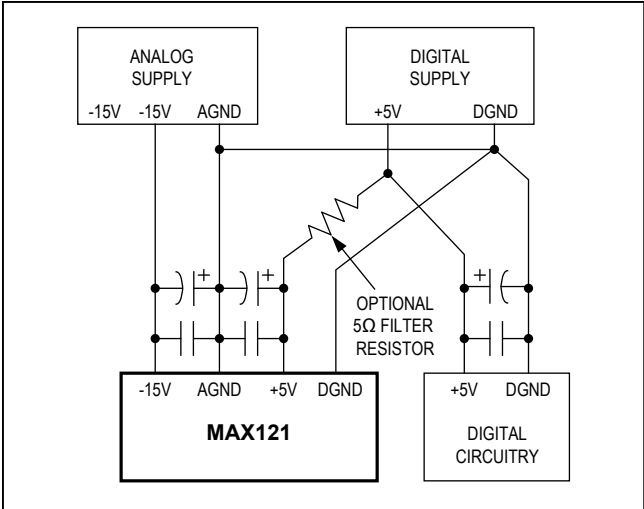 ANALOG
SUPPLY
-15V -15V AGND
DIGITAL
SUPPLY
+5V DGND
+ +
+
OPTIONAL
5Ω FILTER
RESISTOR
-15V AGND +5V DGND
MAX121
+5V DGND
DIGITAL
CIRCUITRY